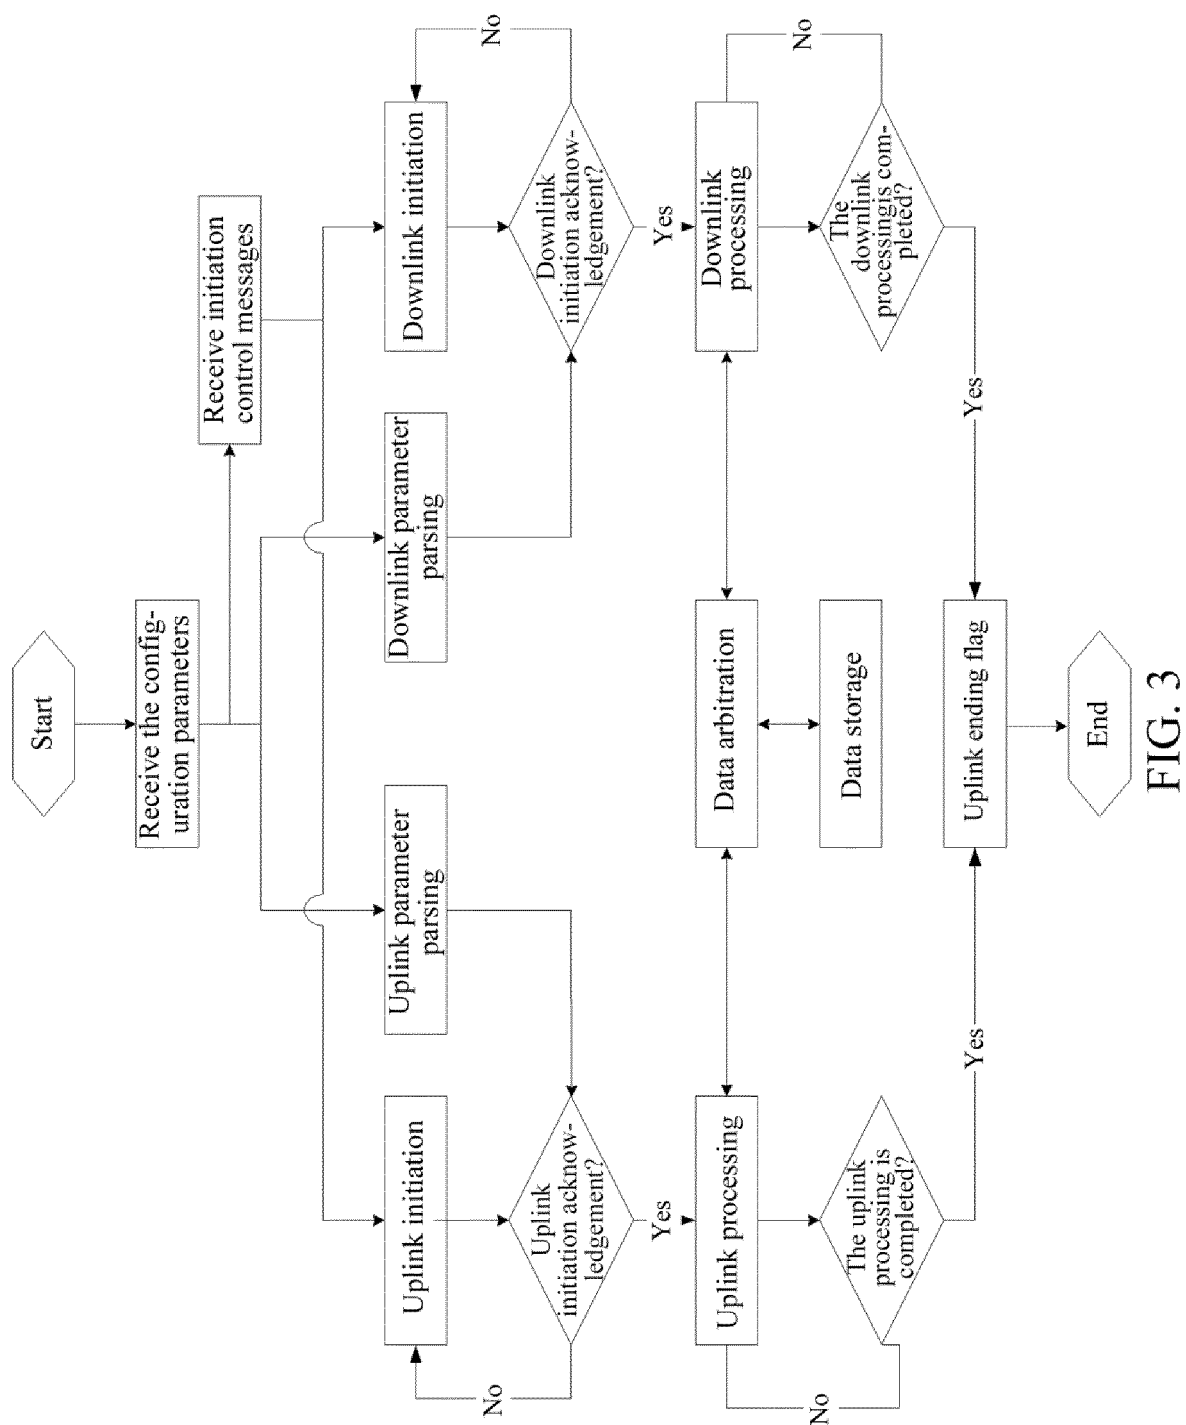 Start
Receive the config-
uration parameters
Receive initiation
control messages
Uplink initiation
Uplink parameter
parsing
Downlink parameter
parsing
Downlink initiation
No
Uplink
initiation acknow-
ledgement?
Downlink
initiation acknow-
ledgement?
No
Yes
Yes
Uplink processing
Data arbitration
Downlink
processing
No
The uplink
processing is
completed?
Data storage
The
downlink
processingis com-
pleted?
No
Yes
Uplink ending flag
Yes
End
FIG. 3